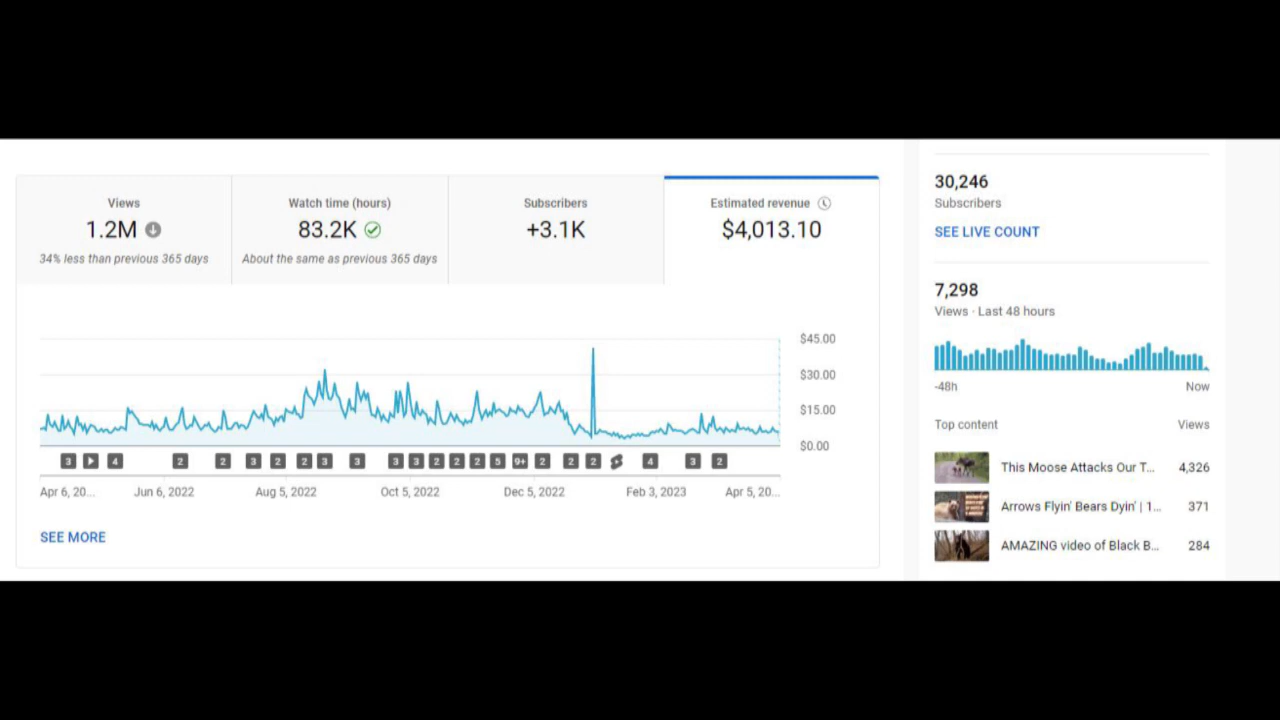 Views
1.2M
34% less than previous 365 days
Watch time (hours)
83.2K
About the same as previous 365 days
Subscribers
+3.1K
Estimated revenue
$4,013.10
$45.00
$30.00
$15.00
$0.00
3 4 2 2 3 2 2 3 3 3 3 2 2 2 5 9+ 2 2 2 4 3 2
Apr 6, 20... Jun 6, 2022 Aug 5, 2022 Oct 5, 2022 Dec 5, 2022 Feb 3, 2023 Apr 5, 20...
SEE MORE
30,246
Subscribers
SEE LIVE COUNT
7,298
Views · Last 48 hours
-48h Now
Top content Views
This Moose Attacks Our T... 4,326
Arrows Flyin' Bears Dyin' | 1... 371
AMAZING video of Black B... 284